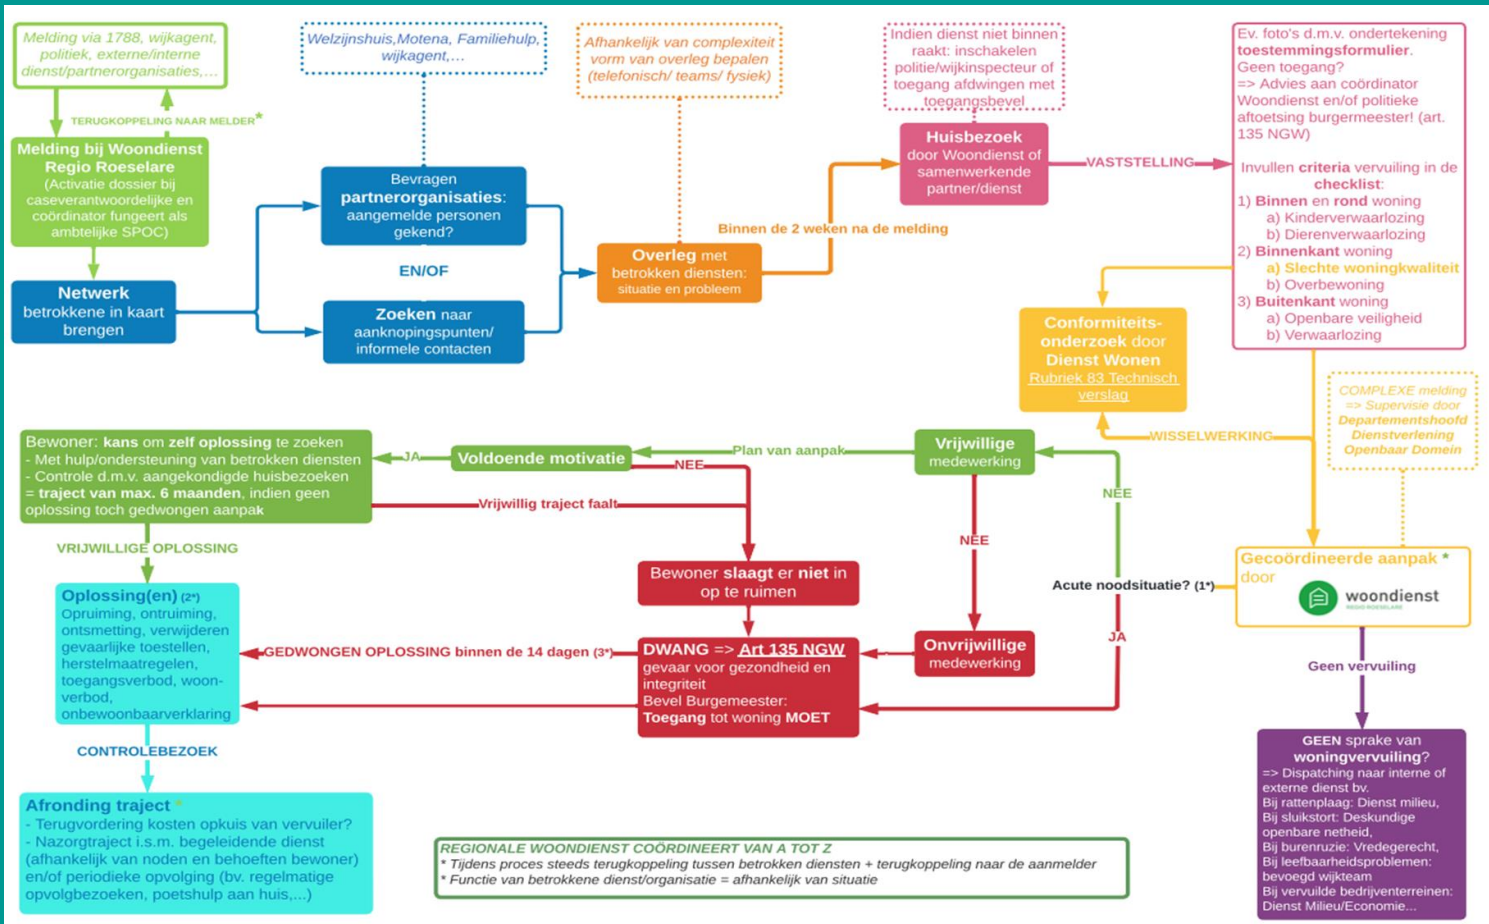 Melding via 1788, wijkagent,
politiek, externe/interne
dienst/partnerorganisaties,...
TERUGKOPPELING NAAR MELDER*
Melding bij Woondienst
Regio Roeselare
(Activatie dossier bij
caseverantwoordelijke en
coördinator fungeert als
ambtelijke SPOC)
Netwerk
betrokkene in kaart
brengen
Welzijnshuis,Motena, Familiehulp,
wijkagent,...
Bevragen
partnerorganisaties:
aangemelde personen
gekend?
EN/OF
Zoeken naar
aanknopingspunten/
informele contacten
Afhankelijk van complexiteit
vorm van overleg bepalen
(telefonisch/ teams/ fysiek)
Overleg met
betrokken diensten:
situatie en probleem
Binnen de 2 weken na de melding
Indien dienst niet binnen
raakt: inschakelen
politie/wijkinspecteur of
toegang afdwingen met
toegangsbevel
Huisbezoek
door Woondienst of
samenwerkende
partner/dienst
VASTSTELLING
Ev. foto's d.m.v. ondertekening
toestemmingsformulier.
Geen toegang?
=> Advies aan coördinator
Woondienst en/of politieke
aftoetsing burgermeester! (art.
135 NGW)
Invullen criteria vervuiling in de
checklist:
1) Binnen en rond woning
a) Kinderverwaarlozing
b) Dierenverwaarlozing
2) Binnenkant woning
a) Slechte woningkwaliteit
b) Overbewoning
3) Buitenkant woning
a) Openbare veiligheid
b) Verwaarlozing
Conformiteits-
onderzoek door
Dienst Wonen
Rubriek 83 Technisch
verslag
WISSELWERKING
COMPLEXE melding
=> Supervisie door
Departementshoofd
Dienstverlening
Openbaar Domein
Gecoördineerde aanpak *
door
woondienst
REGIO ROESELARE
Acute noodsituatie? (1*)
NEE
JA
Vrijwillige
medewerking
Plan van aanpak
Voldoende motivatie
JA
NEE
Bewoner: kans om zelf oplossing te zoeken
- Met hulp/ondersteuning van betrokken diensten
- Controle d.m.v. aangekondigde huisbezoeken
= traject van max. 6 maanden, indien geen
oplossing toch gedwongen aanpak
Vrijwillig traject faalt
NEE
VRIJWILLIGE OPLOSSING
Bewoner slaagt er niet in
op te ruimen
Onvrijwillige
medewerking
DWANG => Art 135 NGW
gevaar voor gezondheid en
integriteit
Bevel Burgemeester:
Toegang tot woning MOET
GEDWONGEN OPLOSSING binnen de 14 dagen (3*)
Oplossing(en) (2*)
Opruiming, ontruiming,
ontsmetting, verwijderen
gevaarlijke toestellen,
herstelmaatregelen,
toegangsverbod, woon-
verbod,
onbewoonbaarverklaring
CONTROLEBEZOEK
Afronding traject *
- Terugvordering kosten opkuis van vervuiler?
- Nazorgtraject i.s.m. begeleidende dienst
(afhankelijk van noden en behoeften bewoner)
en/of periodieke opvolging (bv. regelmatige
opvolgbezoeken, poetshulp aan huis,...)
Geen vervuiling
GEEN sprake van
woningvervuiling?
=> Dispatching naar interne of
externe dienst bv.
Bij rattenplaag: Dienst milieu,
Bij sluikstort: Deskundige
openbare netheid,
Bij burenruzie: Vredegerecht,
Bij leefbaarheidsproblemen:
bevoegd wijkteam
Bij vervuilde bedrijventerreinen:
Dienst Milieu/Economie...
REGIONALE WOONDIENST COÖRDINEERT VAN A TOT Z
* Tijdens proces steeds terugkoppeling tussen betrokken diensten + terugkoppeling naar de aanmelder
* Functie van betrokkene dienst/organisatie = afhankelijk van situatie